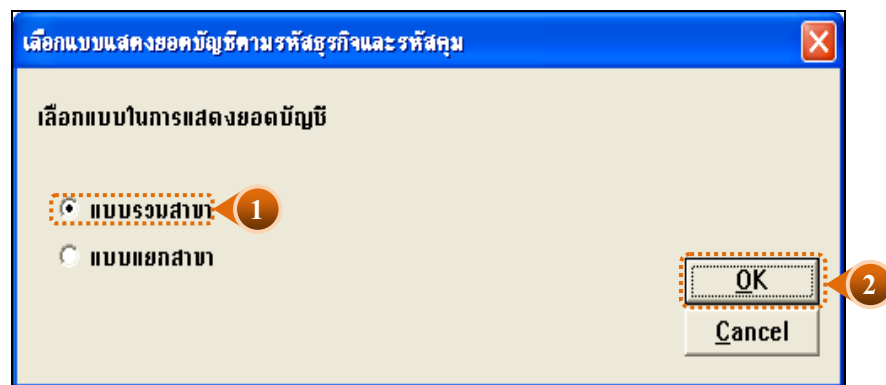 เลือกแบบแสดงยอดบัญชีตามรหัสธุรกิจและรหัสคุม
เลือกแบบในการแสดงยอดบัญชี
แบบรวมสาขา 1
แบบแยกสาขา
OK 2
Cancel